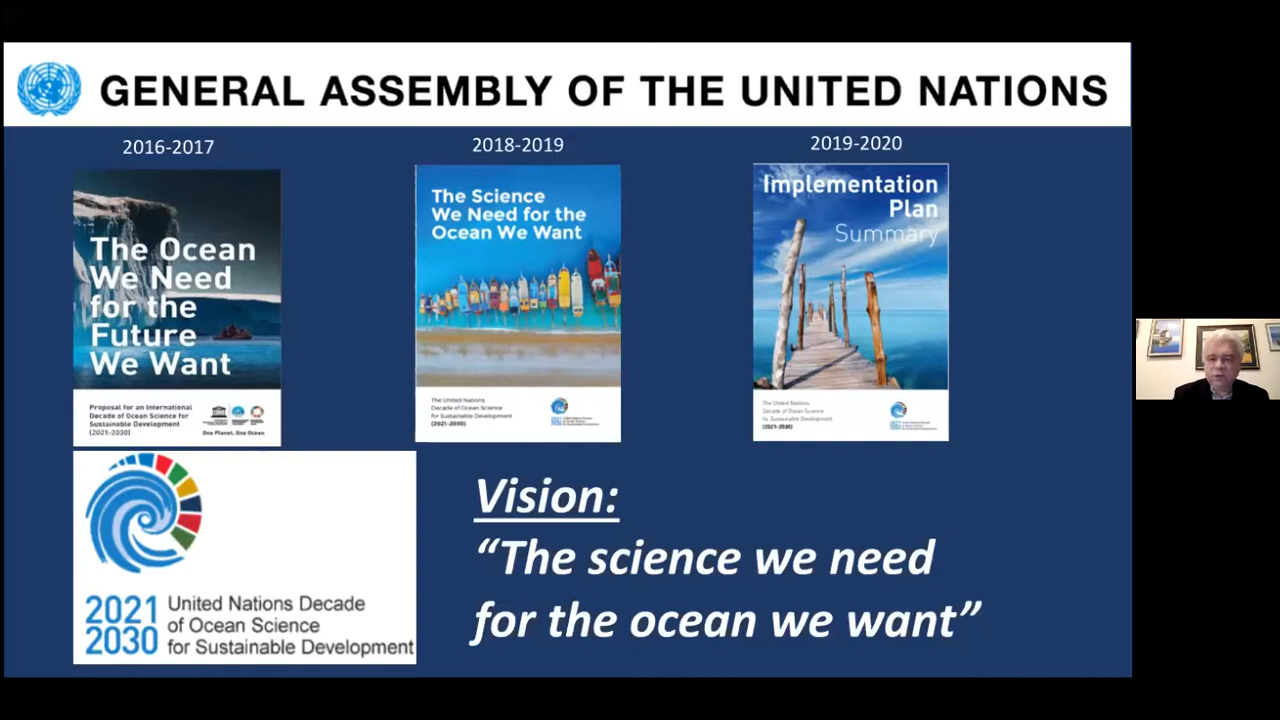 GENERAL ASSEMBLY OF THE UNITED NATIONS
2016-2017
2018-2019
2019-2020
The Ocean
We Need
for the
Future
We Want
Proposal for an International
Decade of Ocean Science for
Sustainable Development
(2021-2030)
One Planet, One Ocean
The Science
We Need for the
Ocean We Want
The United Nations
Decade of Ocean Science
for Sustainable Development
(2021-2030)
Implementation
Plan
Summary
The United Nations
Decade of Ocean Science
for Sustainable Development
(2021-2030)
2021
2030
United Nations Decade
of Ocean Science
for Sustainable Development
Vision:
“The science we need
for the ocean we want”